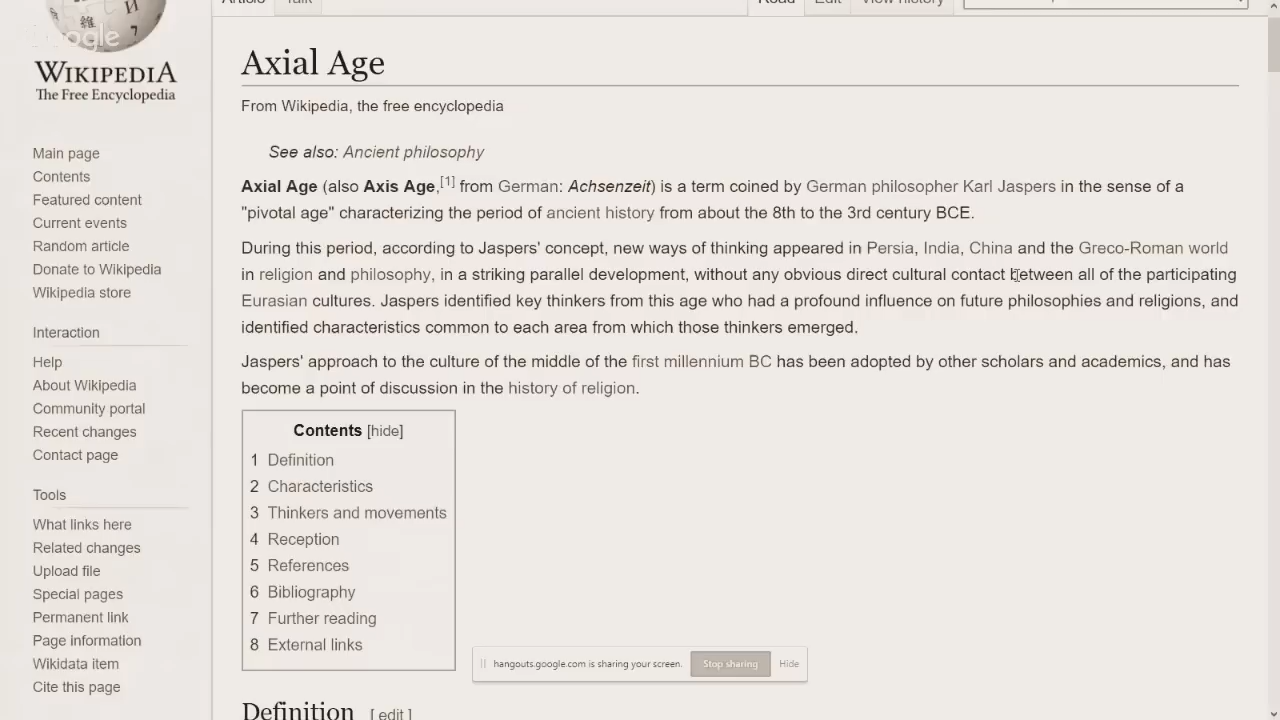 Article Talk Read Edit View history
Google
WIKIPEDIA
The Free Encyclopedia
Main page
Contents
Featured content
Current events
Random article
Donate to Wikipedia
Wikipedia store
Interaction
Help
About Wikipedia
Community portal
Recent changes
Contact page
Tools
What links here
Related changes
Upload file
Special pages
Permanent link
Page information
Wikidata item
Cite this page
Axial Age
From Wikipedia, the free encyclopedia
See also: Ancient philosophy
Axial Age (also Axis Age,[1] from German: Achsenzeit) is a term coined by German philosopher Karl Jaspers in the sense of a
"pivotal age" characterizing the period of ancient history from about the 8th to the 3rd century BCE.
During this period, according to Jaspers' concept, new ways of thinking appeared in Persia, India, China and the Greco-Roman world
in religion and philosophy, in a striking parallel development, without any obvious direct cultural contact between all of the participating
Eurasian cultures. Jaspers identified key thinkers from this age who had a profound influence on future philosophies and religions, and
identified characteristics common to each area from which those thinkers emerged.
Jaspers' approach to the culture of the middle of the first millennium BC has been adopted by other scholars and academics, and has
become a point of discussion in the history of religion.
Contents [hide]
1 Definition
2 Characteristics
3 Thinkers and movements
4 Reception
5 References
6 Bibliography
7 Further reading
8 External links
hangouts.google.com is sharing your screen. Stop sharing Hide
Definition [ edit ]